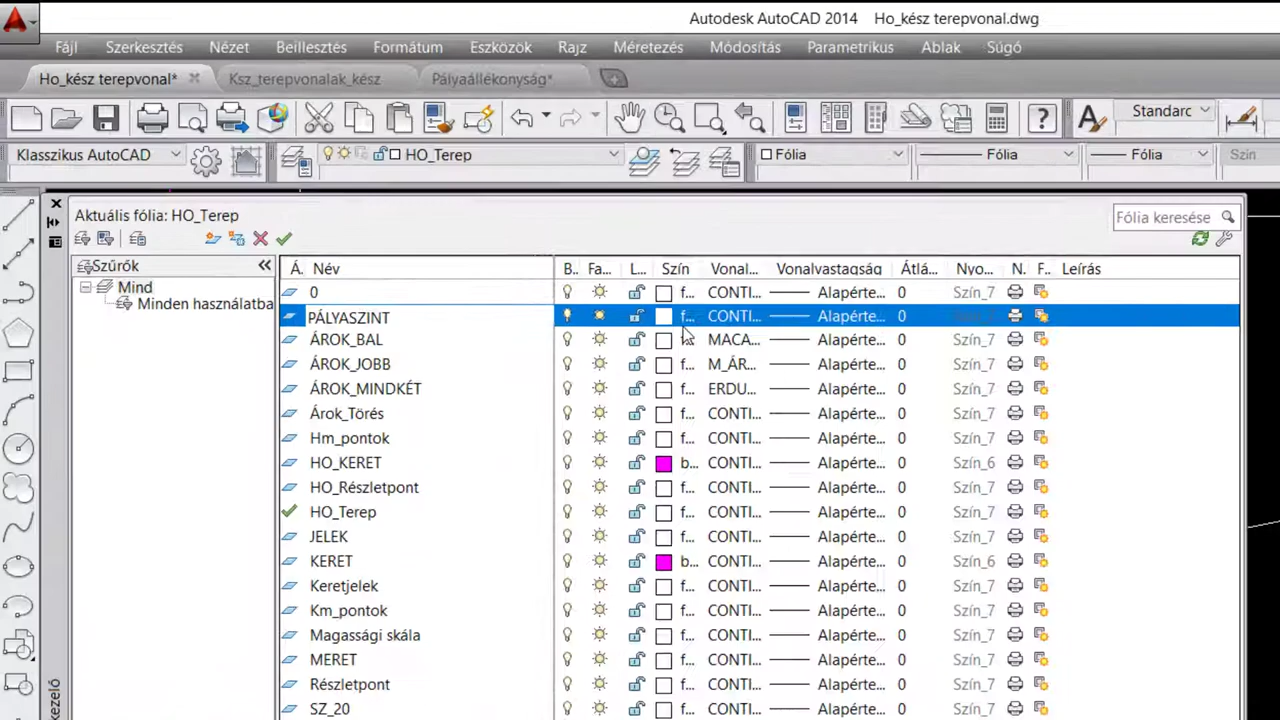 Autodesk AutoCAD 2014 Ho_kész terepvonal.dwg
Fájl Szerkesztés Nézet Beillesztés Formátum Eszközök Rajz Méretezés Módosítás Parametrikus Ablak Súgó
Ho_kész terepvonal* Ksz_terepvonalak_kész Pályaállékonyság*
Standarc
Klasszikus AutoCAD HO_Terep Fólia Fólia Fólia Szín
Aktuális fólia: HO_Terep Fólia keresése
Szűrők Á. Név B.. Fa... L... Szín Vonal... Vonalvastagság Átlá... Nyo... N. F.. Leírás
Mind 0 f... CONTI... Alapérte... 0 Szín_7
Minden használatba PÁLYASZINT f... CONTI... Alapérte... 0
ÁROK_BAL f... MACA... Alapérte... 0 Szín_7
ÁROK_JOBB f... M_ÁR... Alapérte... 0 Szín_7
ÁROK_MINDKÉT f... ERDU... Alapérte... 0 Szín_7
Árok_Törés f... CONTI... Alapérte... 0 Szín_7
Hm_pontok f... CONTI... Alapérte... 0 Szín_7
HO_KERET b... CONTI... Alapérte... 0 Szín_6
HO_Részletpont f... CONTI... Alapérte... 0 Szín_7
HO_Terep f... CONTI... Alapérte... 0 Szín_7
JELEK f... CONTI... Alapérte... 0 Szín_7
KERET b... CONTI... Alapérte... 0 Szín_6
Keretjelek f... CONTI... Alapérte... 0 Szín_7
Km_pontok f... CONTI... Alapérte... 0 Szín_7
Magassági skála f... CONTI... Alapérte... 0 Szín_7
MERET f... CONTI... Alapérte... 0 Szín_7
Részletpont f... CONTI... Alapérte... 0 Szín_7
SZ_20 f... CONTI... Alapérte... 0 Szín_7
kezelő